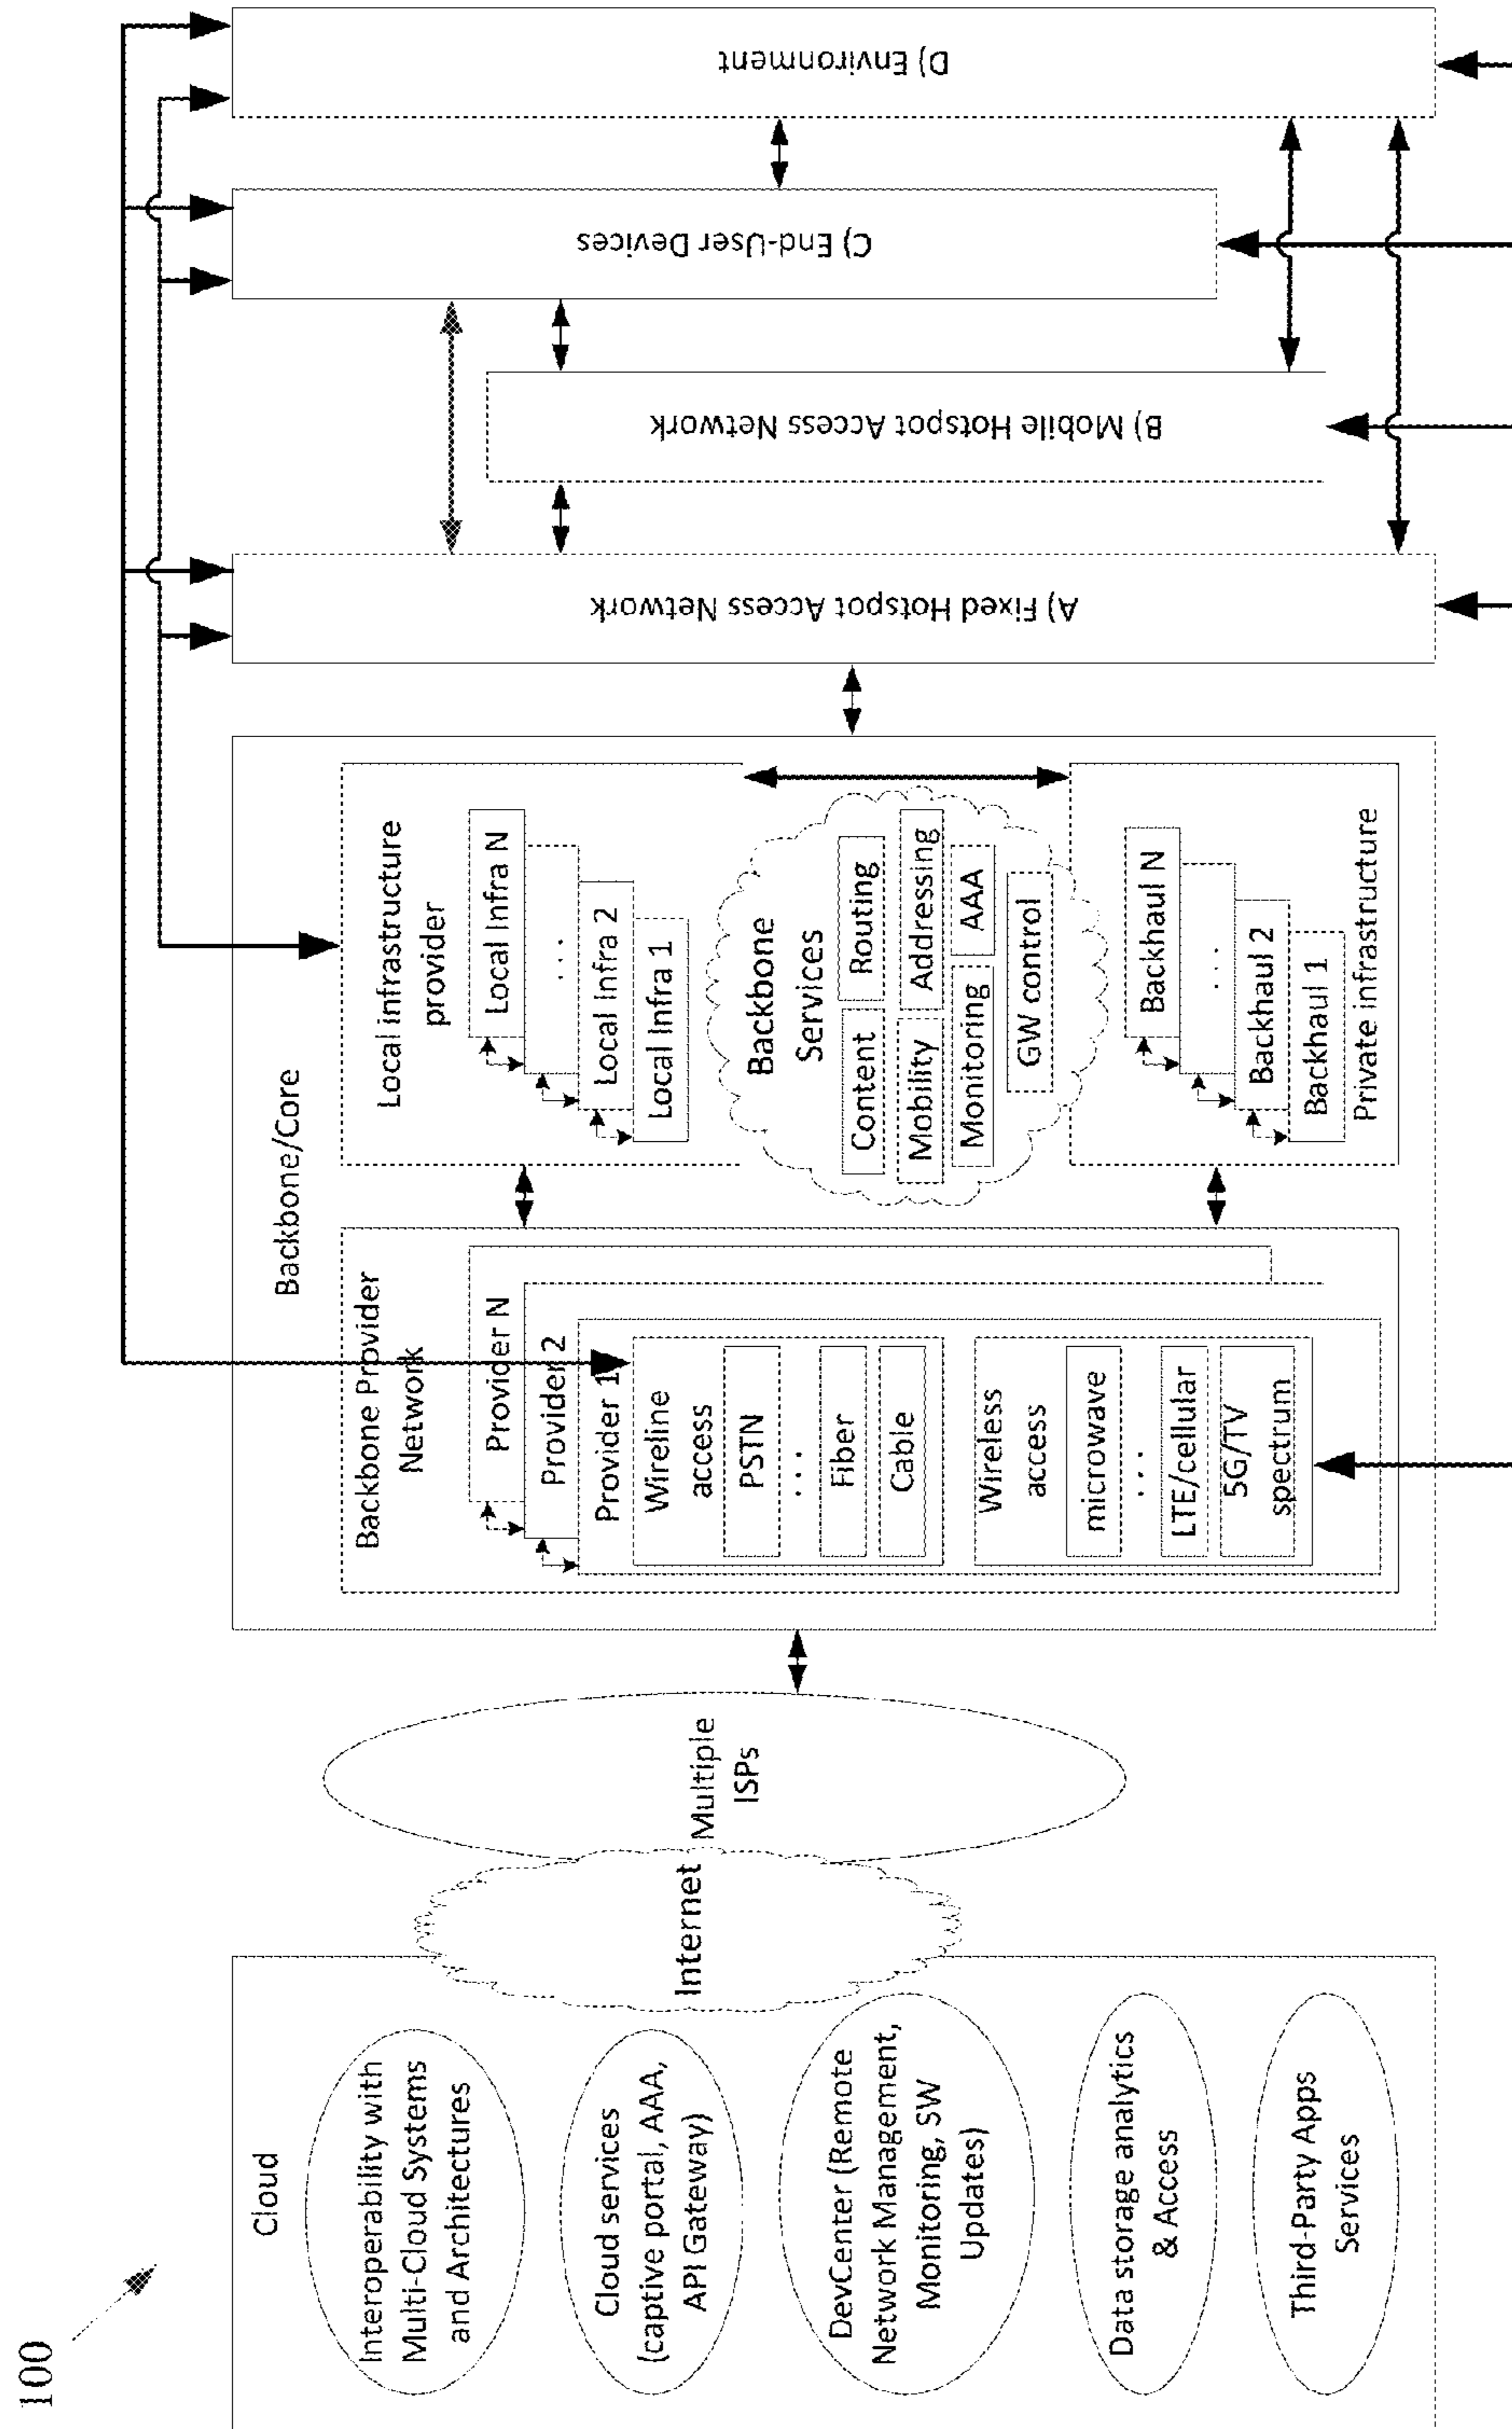 100
Cloud
Interoperability with
Multi-Cloud Systems
and Architectures
Cloud services
(captive portal, AAA,
API Gateway)
DevCenter (Remote
Network Management,
Monitoring, SW
Updates)
Data storage analytics
& Access
Third-Party Apps
Services
Internet
Multiple
ISPs
Backbone/Core
Backbone Provider
Network
Provider N
Provider 2
Provider 1
Wireline
access
PSTN
...
Fiber
Cable
Wireless
access
microwave
...
LTE/cellular
5G/TV
spectrum
Local infrastructure
provider
Local Infra N
...
Local Infra 2
Local Infra 1
Backbone
Services
Content
Routing
Mobility
Addressing
Monitoring
AAA
GW control
Backhaul N
...
Backhaul 2
Backhaul 1
Private infrastructure
A) Fixed Hotspot Access Network
B) Mobile Hotspot Access Network
C) End-User Devices
D) Environment